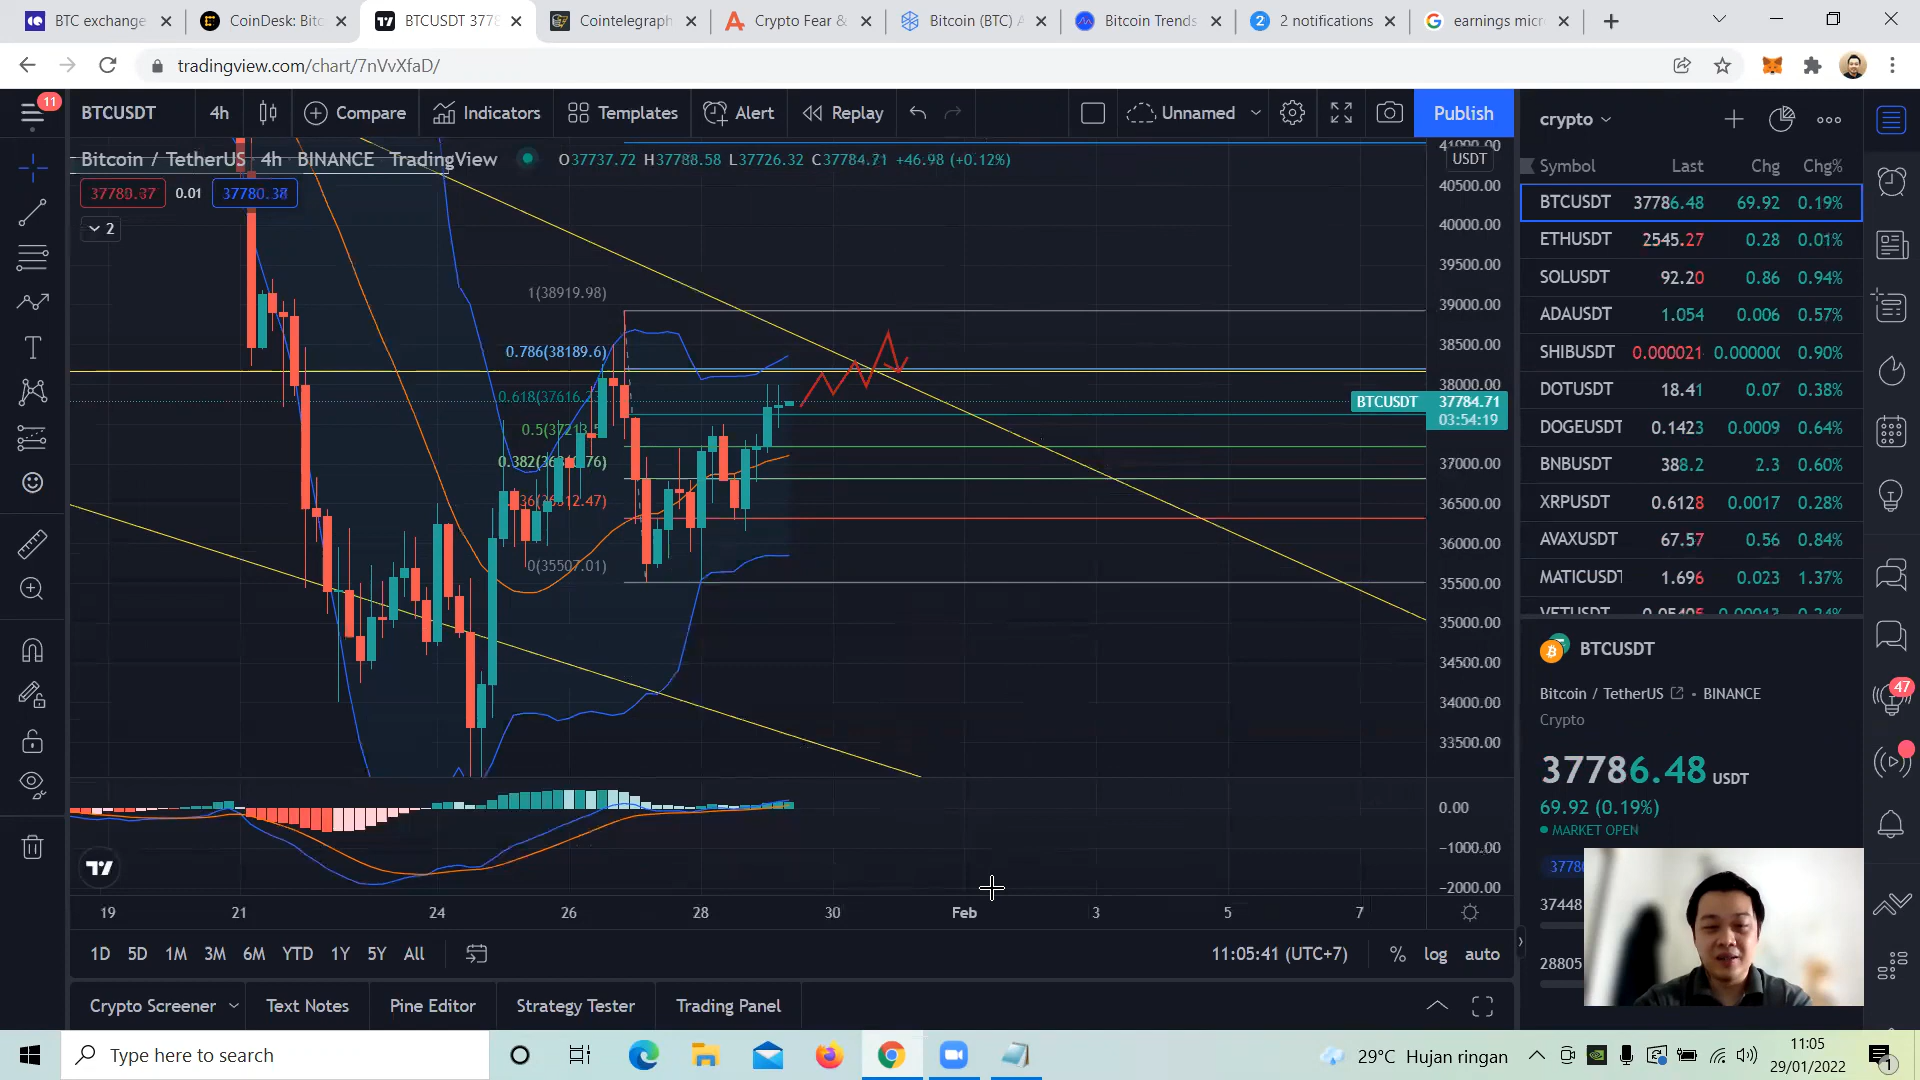 BTC exchange
CoinDesk: Bitc
BTCUSDT 3778
Cointelegraph
Crypto Fear &
Bitcoin (BTC) A
Bitcoin Trends
2 notifications
earnings micr
tradingview.com/chart/7nVvXfaD/
11
BTCUSDT
4h
Compare
Indicators
Templates
Alert
Replay
Unnamed
Publish
Bitcoin / TetherUS 4h BINANCE TradingView
O37737.72 H37788.58 L37726.32 C37784.71 +46.98 (+0.12%)
37780.37
0.01
37780.38
2
1(38919.98)
0.786(38189.6)
0(35507.01)
USDT
40500.00
40000.00
39500.00
39000.00
38500.00
38000.00
BTCUSDT 37784.71
03:54:19
37000.00
36500.00
36000.00
35500.00
35000.00
34500.00
34000.00
33500.00
0.00
−1000.00
−2000.00
19
21
24
26
28
30
Feb
3
5
7
1D 5D 1M 3M 6M YTD 1Y 5Y All
11:05:41 (UTC+7)
% log auto
Crypto Screener
Text Notes
Pine Editor
Strategy Tester
Trading Panel
crypto
Symbol Last Chg Chg%
BTCUSDT 37786.48 69.92 0.19%
ETHUSDT 2545.27 0.28 0.01%
SOLUSDT 92.20 0.86 0.94%
ADAUSDT 1.054 0.006 0.57%
SHIBUSDT 0.000021 0.000000 0.90%
DOTUSDT 18.41 0.07 0.38%
DOGEUSDT 0.1423 0.0009 0.64%
BNBUSDT 388.2 2.3 0.60%
XRPUSDT 0.6128 0.0017 0.28%
AVAXUSDT 67.57 0.56 0.84%
MATICUSDT 1.696 0.023 1.37%
BTCUSDT
Bitcoin / TetherUS • BINANCE
Crypto
37786.48 USDT
69.92 (0.19%)
MARKET OPEN
37448
28805
47
Type here to search
29°C Hujan ringan
11:05
29/01/2022
1